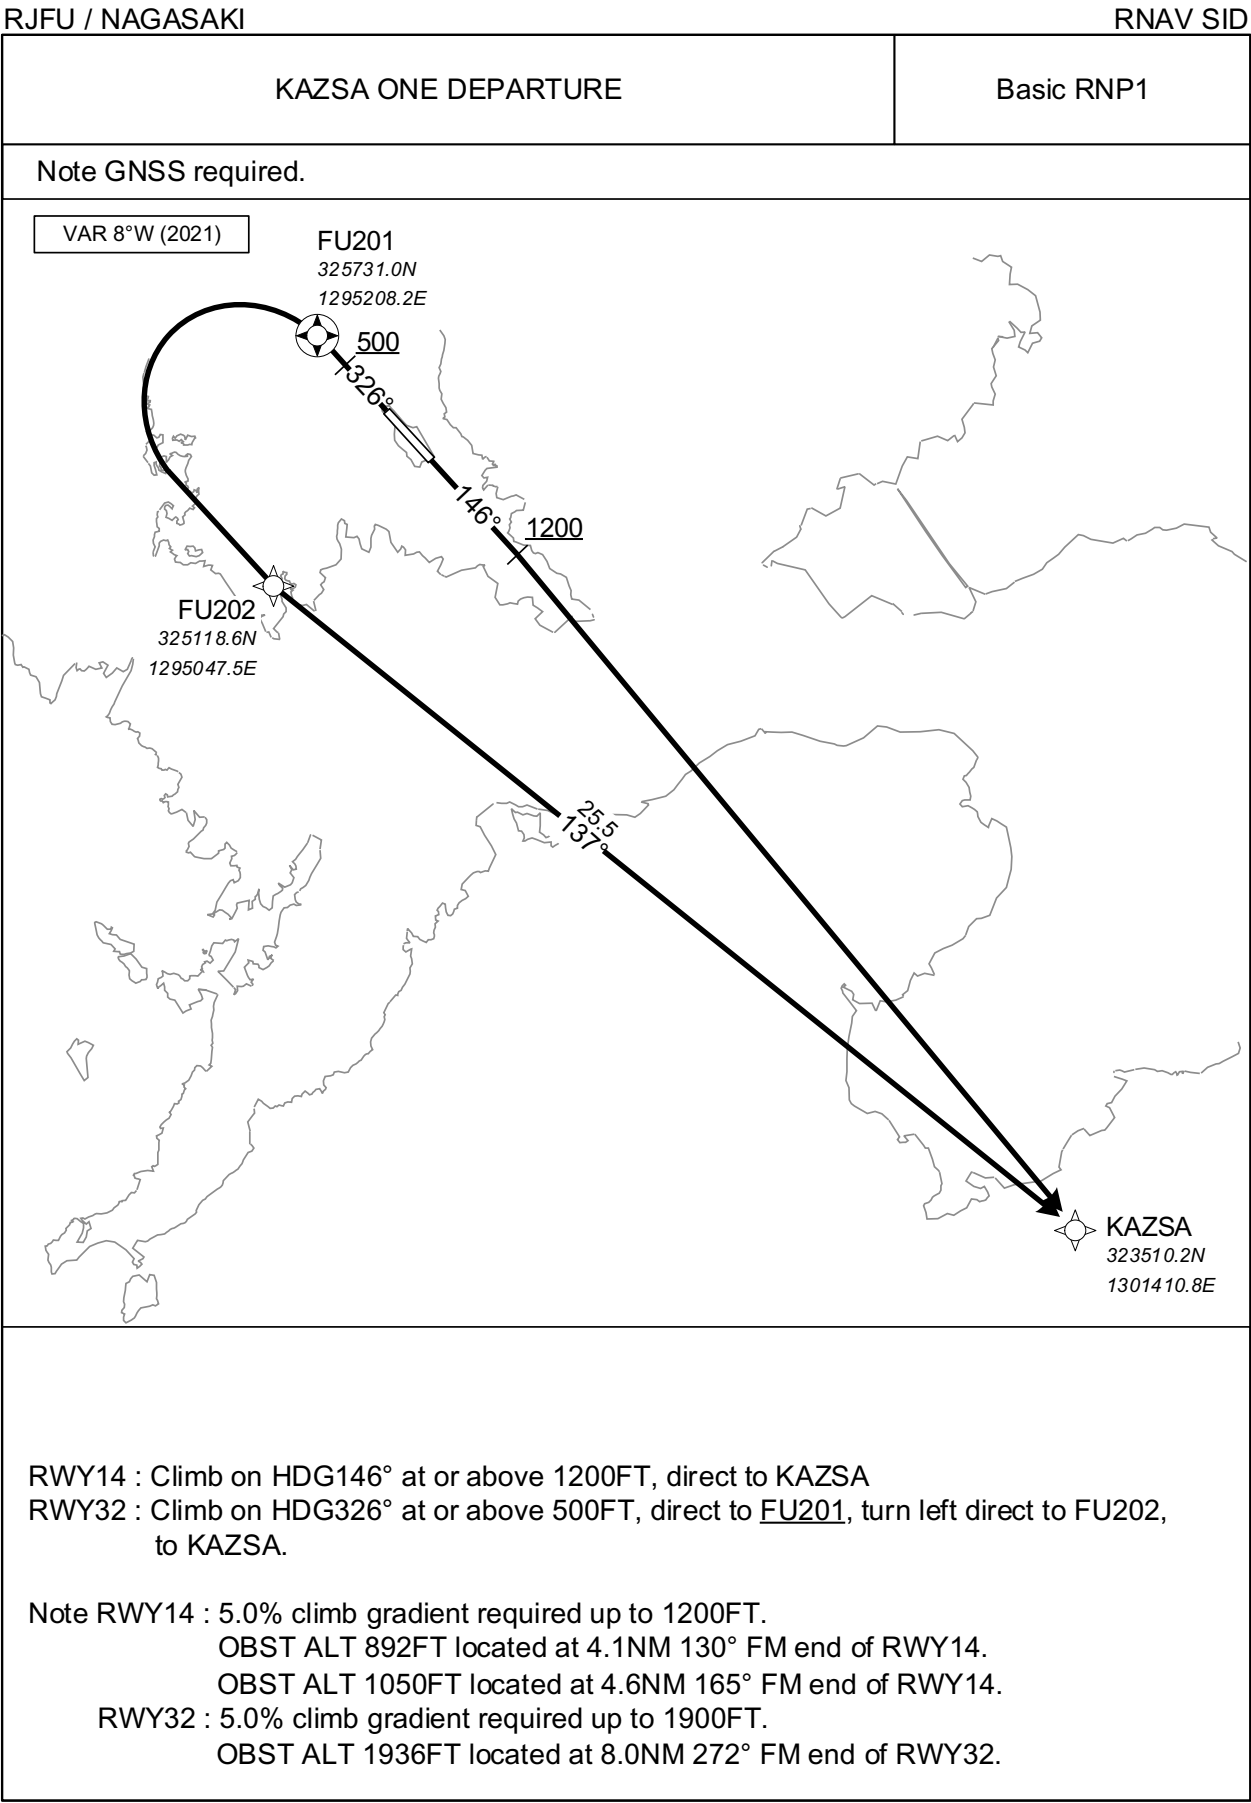 RJFU / NAGASAKI
RNAV SID
KAZSA ONE DEPARTURE
Basic RNP1
Note GNSS required.
VAR 8°W (2021)
FU201
325731.0N
1295208.2E
500
326°
146°
1200
FU202
325118.6N
1295047.5E
25.5
137°
KAZSA
323510.2N
1301410.8E
RWY14 : Climb on HDG146° at or above 1200FT, direct to KAZSA
RWY32 : Climb on HDG326° at or above 500FT, direct to FU201, turn left direct to FU202,
to KAZSA.
Note RWY14 : 5.0% climb gradient required up to 1200FT.
OBST ALT 892FT located at 4.1NM 130° FM end of RWY14.
OBST ALT 1050FT located at 4.6NM 165° FM end of RWY14.
RWY32 : 5.0% climb gradient required up to 1900FT.
OBST ALT 1936FT located at 8.0NM 272° FM end of RWY32.